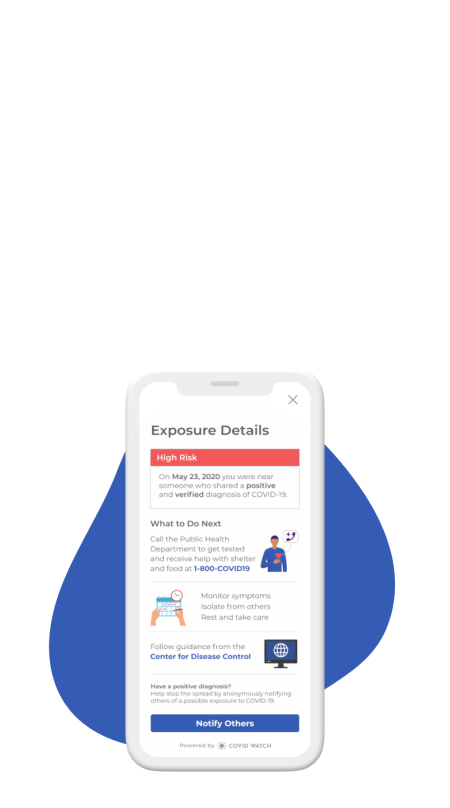 Exposure Details
High Risk
On May 23, 2020 you were near
someone who shared a positive
and verified diagnosis of COVID-19.
What to Do Next
Call the Public Health
Department to get tested
and receive help with shelter
and food at 1-800-COVID19
Monitor symptoms
Isolate from others
Rest and take care
Follow guidance from the
Center for Disease Control
Have a positive diagnosis?
Help stop the spread by anonymously notifying
others of a possible exposure to COVID-19.
Notify Others
Powered by COVID WATCH